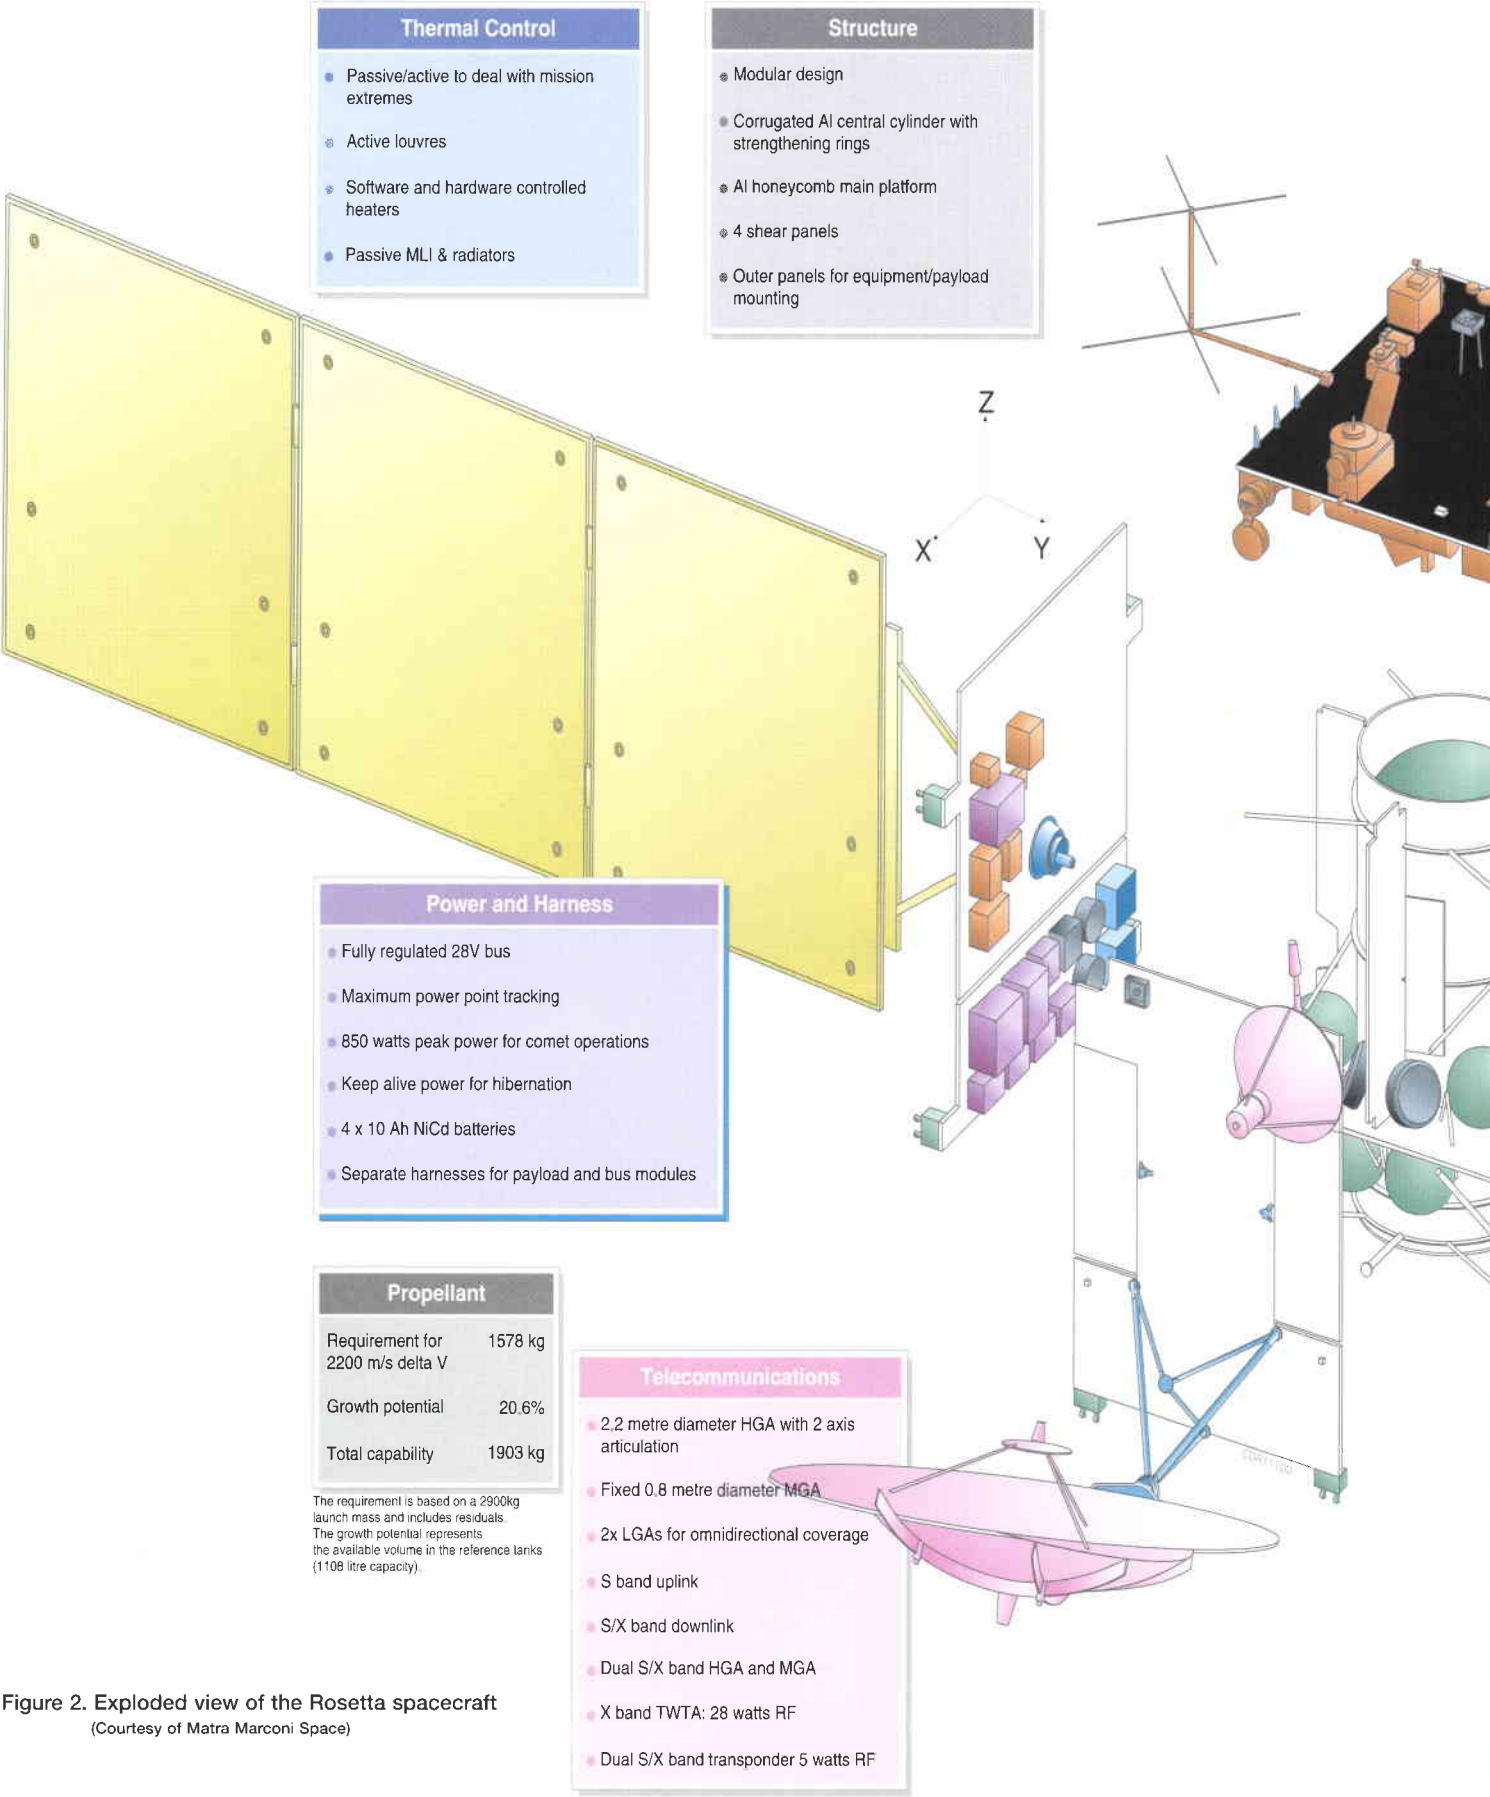 Thermal Control
Passive/active to deal with mission
extremes
Active louvres
Software and hardware controlled
heaters
Passive MLI & radiators
Structure
Modular design
Corrugated Al central cylinder with
strengthening rings
Al honeycomb main platform
4 shear panels
Outer panels for equipment/payload
mounting
Z
X
Y
Power and Harness
Fully regulated 28V bus
Maximum power point tracking
850 watts peak power for comet operations
Keep alive power for hibernation
4 x 10 Ah NiCd batteries
Separate harnesses for payload and bus modules
Propellant
Requirement for 1578 kg
2200 m/s delta V
Growth potential 20.6%
Total capability 1903 kg
The requirement is based on a 2900kg
launch mass and includes residuals.
The growth potential represents
the available volume in the reference tanks
(1108 litre capacity).
Telecommunications
2.2 metre diameter HGA with 2 axis
articulation
Fixed 0.8 metre diameter MGA
2x LGAs for omnidirectional coverage
S band uplink
S/X band downlink
Dual S/X band HGA and MGA
X band TWTA: 28 watts RF
Dual S/X band transponder 5 watts RF
Figure 2. Exploded view of the Rosetta spacecraft
(Courtesy of Matra Marconi Space)